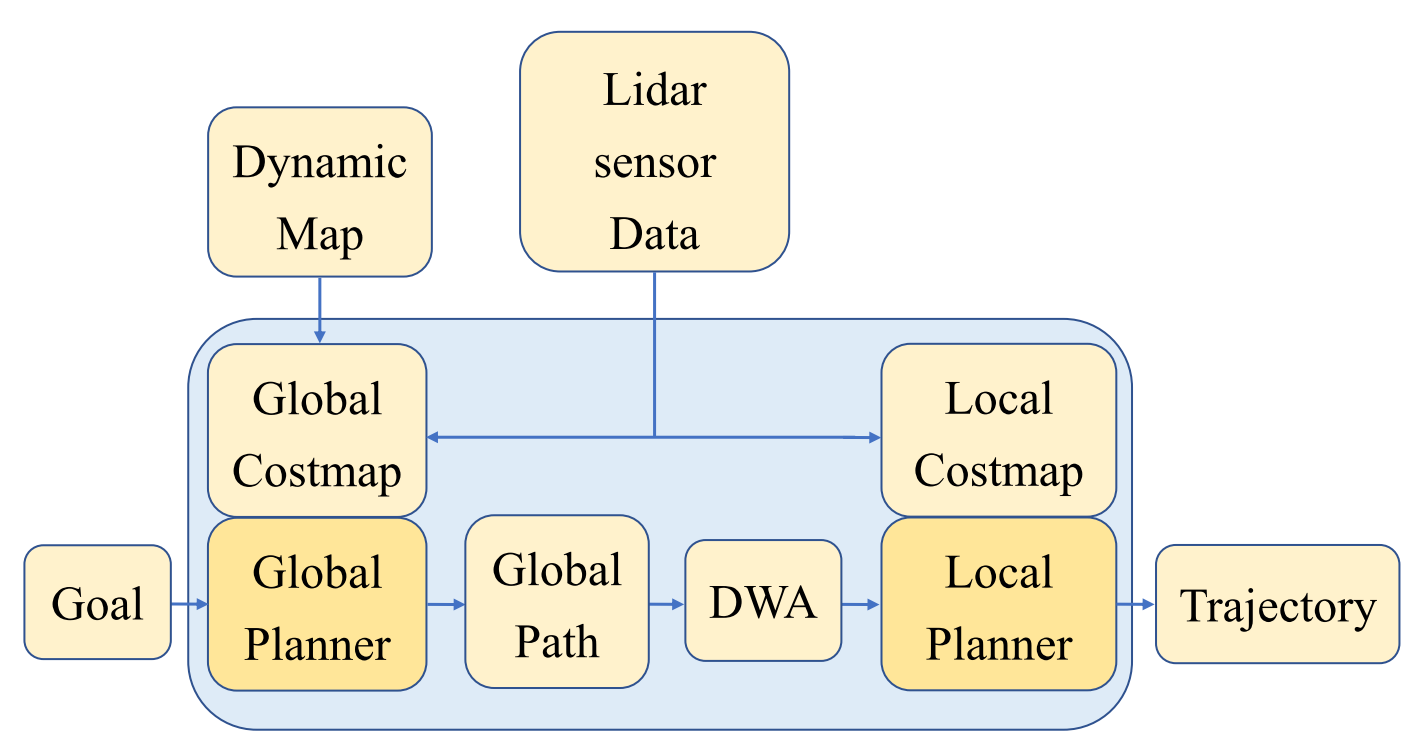 Dynamic
Map
Lidar
sensor
Data
Global
Costmap
Local
Costmap
Goal
Global
Planner
Global
Path
DWA
Local
Planner
Trajectory